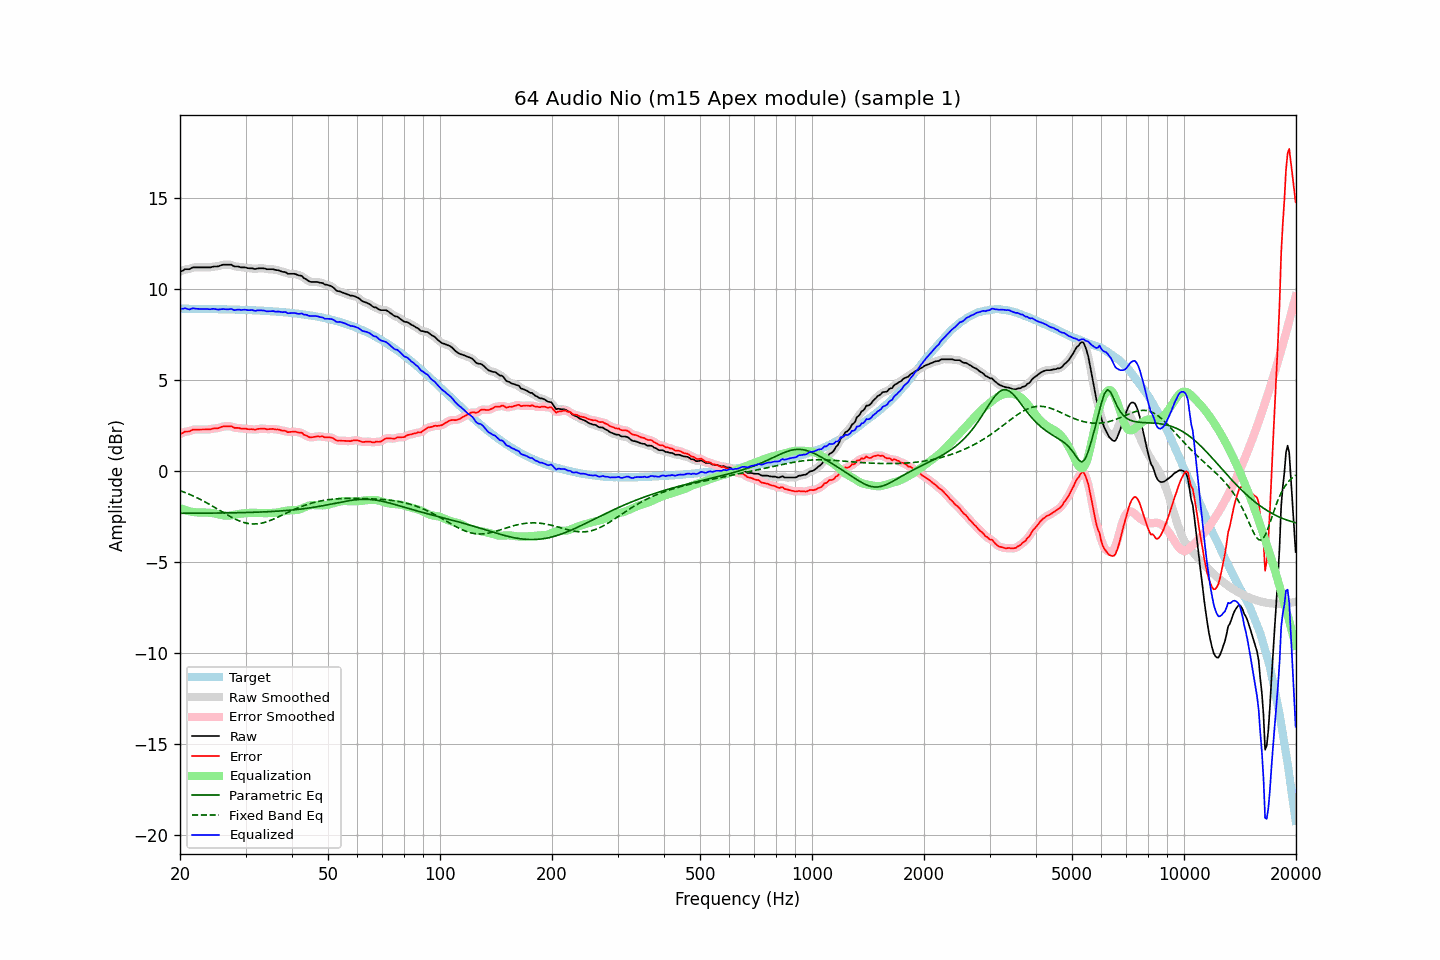 64 Audio Nio (m15 Apex module) (sample 1)
Amplitude (dBr)
15
10
5
0
−5
−10
−15
−20
Target
Raw Smoothed
Error Smoothed
Raw
Error
Equalization
Parametric Eq
Fixed Band Eq
Equalized
20 50 100 200 500 1000 2000 5000 10000 20000
Frequency (Hz)